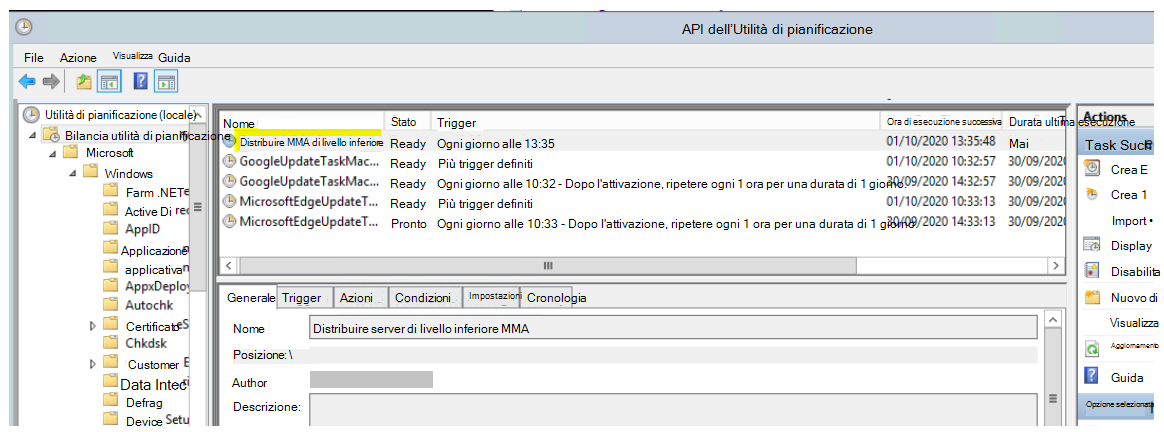 API dell'Utilità di pianificazione
File Azione Visualizza Guida
Utilità di pianificazione (locale)
Bilancia utilità di pianificazione
Microsoft
Windows
Farm .NET
Active Di
AppID
Applicazione
applicativa
AppxDeplo
Autochk
Certificate S
Chkdsk
Customer E
Data Inte
Defrag
Device Setu
Nome Stato Trigger Ora di esecuzione successiva Durata ultima esecuzione
Distribuire MMA di livello inferiore Ready Ogni giorno alle 13:35 01/10/2020 13:35:48 Mai
GoogleUpdateTaskMac... Ready Più trigger definiti 01/10/2020 10:32:57 30/09/202
GoogleUpdateTaskMac... Ready Ogni giorno alle 10:32 - Dopo l'attivazione, ripetere ogni 1 ora per una durata di 1 giorno. 30/09/2020 14:32:57 30/09/202
MicrosoftEdgeUpdateT... Ready Più trigger definiti 01/10/2020 10:33:13 30/09/202
MicrosoftEdgeUpdateT... Pronto Ogni giorno alle 10:33 - Dopo l'attivazione, ripetere ogni 1 ora per una durata di 1 giorno. 30/09/2020 14:33:13 30/09/202
Generale Trigger Azioni Condizioni Impostazioni Cronologia
Nome Distribuire server di livello inferiore MMA
Posizione: \
Author
Descrizione:
Actions
Task Sch
Crea E
Crea 1
Import
Display
Disabilita
Nuovo di
Visualizza
Aggiornamento
Guida
Opzione selezionata